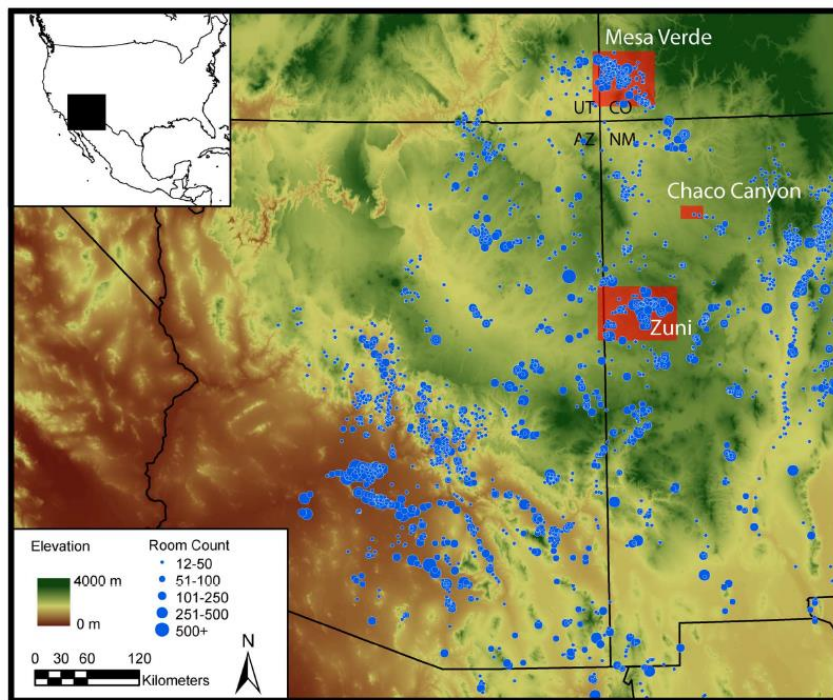 Mesa Verde
UT CO
AZ NM
Chaco Canyon
Zuni
Elevation
4000 m
0 m
Room Count
12-50
51-100
101-250
251-500
500+
N
0 30 60 120
Kilometers